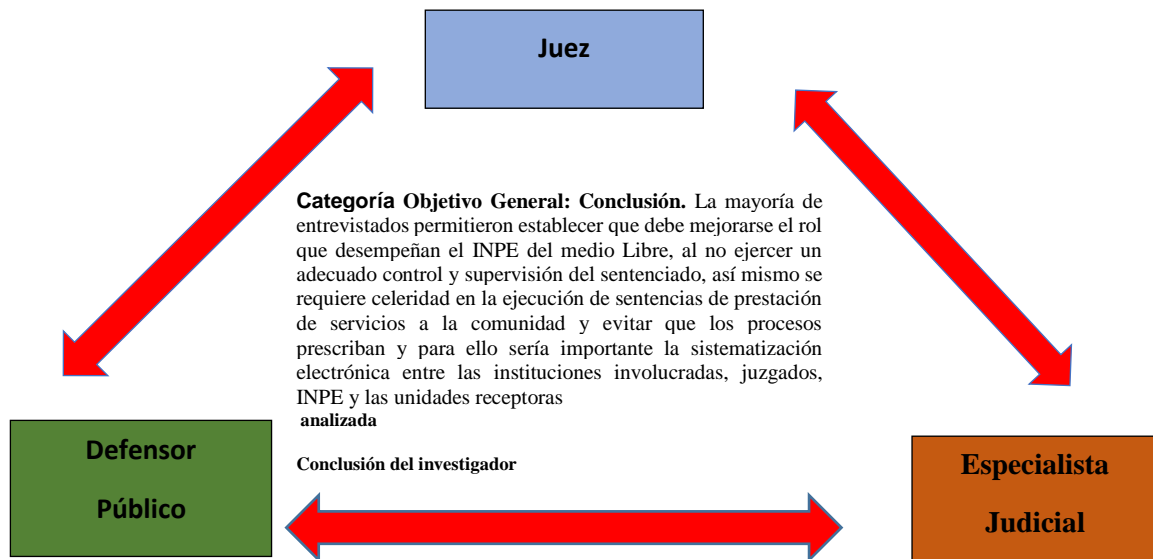 Juez
Categoría Objetivo General: Conclusión. La mayoría de
entrevistados permitieron establecer que debe mejorarse el rol
que desempeñan el INPE del medio Libre, al no ejercer un
adecuado control y supervisión del sentenciado, así mismo se
requiere celeridad en la ejecución de sentencias de prestación
de servicios a la comunidad y evitar que los procesos
prescriban y para ello sería importante la sistematización
electrónica entre las instituciones involucradas, juzgados,
INPE y las unidades receptoras
analizada
Conclusión del investigador
Defensor
Público
Especialista
Judicial